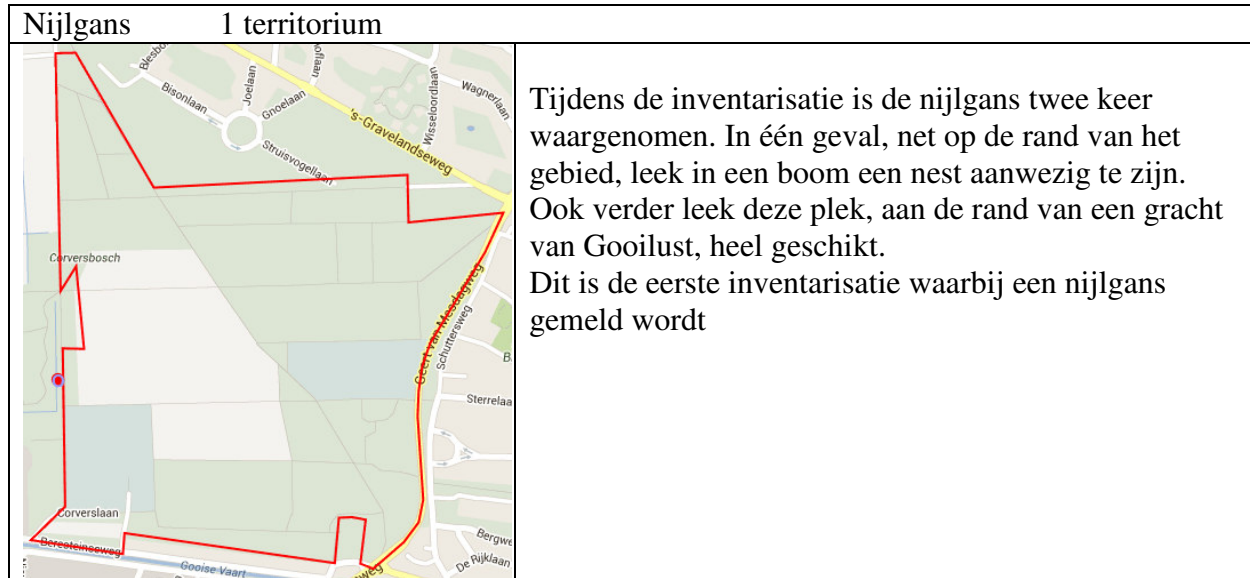 Nijlgans 1 territorium
Bisonlaan
Joelaan
Gnoelaan
Struisvogellaan
's-Gravelandseweg
Wisseloordlaan
Wagnerlaan
Corversbosch
Geert van Mesdagweg
Schuttersweg
Sterrelaa
Corverslaan
Beresteinseweg
Gooise Vaart
Bergwe
De Rijklaan
Tijdens de inventarisatie is de nijlgans twee keer
waargenomen. In één geval, net op de rand van het
gebied, leek in een boom een nest aanwezig te zijn.
Ook verder leek deze plek, aan de rand van een gracht
van Gooilust, heel geschikt.
Dit is de eerste inventarisatie waarbij een nijlgans
gemeld wordt